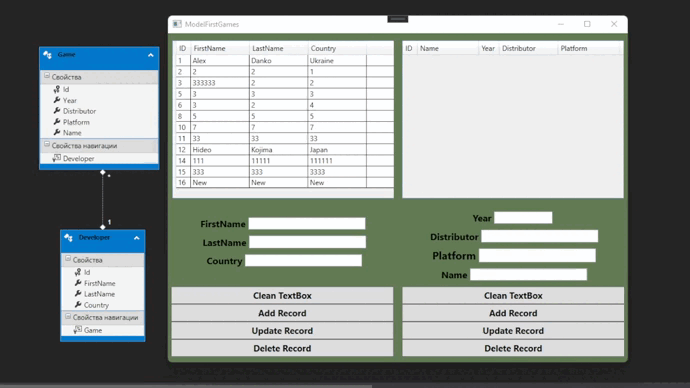 ModelFirstGames
Game
Свойства
Id
Year
Distributor
Platform
Name
Свойства навигации
Developer
*
1
Developer
Свойства
Id
FirstName
LastName
Country
Свойства навигации
Game
ID FirstName LastName Country
1 Alex Danko Ukraine
2 2 2 1
3 333333 2 2
5 3 3 3
6 3 2 4
8 5 5 5
10 7 7 7
11 33 33 33
12 Hideo Kojima Japan
14 111 11111 111111
15 333 333 3333
16 New New New
ID Name Year Distributor Platform
FirstName
LastName
Country
Year
Distributor
Platform
Name
Clean TextBox
Add Record
Update Record
Delete Record
Clean TextBox
Add Record
Update Record
Delete Record